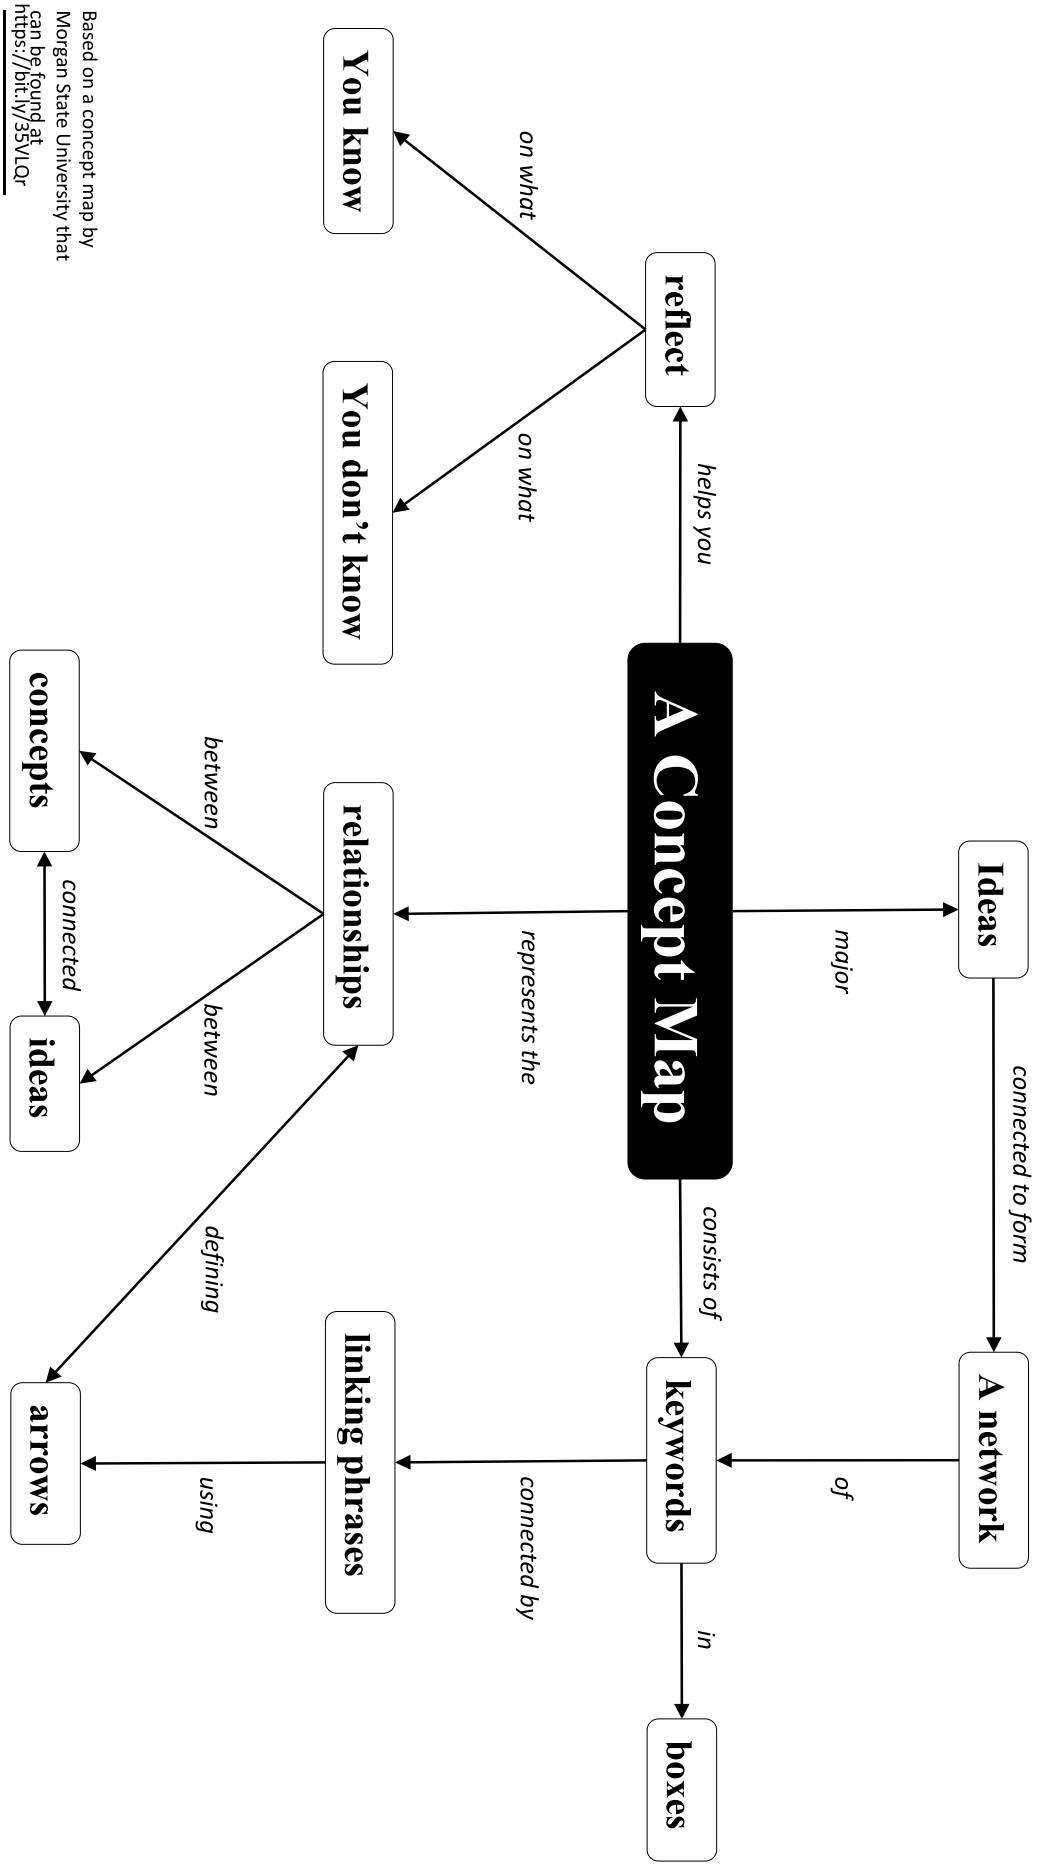 Ideas
connected to form
A network
major
of
reflect
helps you
A Concept Map
consists of
keywords
in
boxes
on what
on what
represents the
connected by
You know
You don’t know
relationships
linking phrases
between
between
defining
using
concepts
connected
ideas
arrows
Based on a concept map by
Morgan State University that
can be found at
https://bit.ly/35VLQr